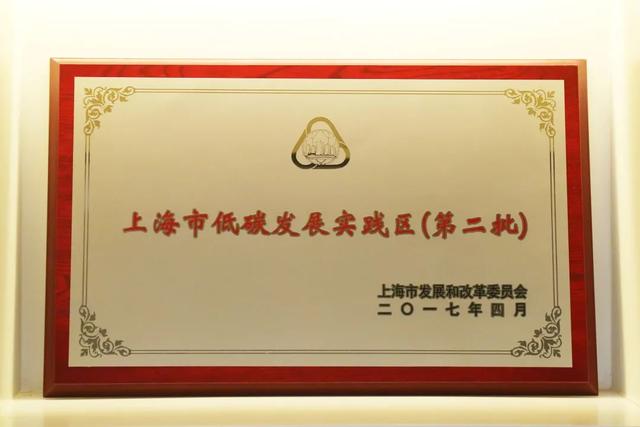 上海市低碳发展实践区(第二批)
上海市发展和改革委员会
二〇一七年四月